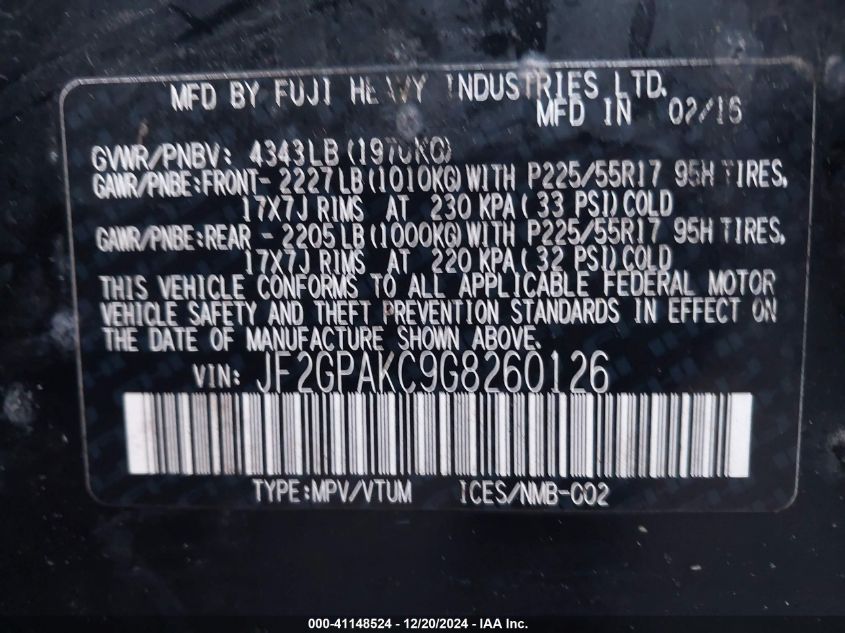 MFD BY FUJI HEAVY INDUSTRIES LTD.
MFD IN 02/16
GVWR/PNBV: 4343LB (1970KG)
GAWR/PNBE:FRONT- 2227LB (1010KG) WITH P225/55R17 95H TIRES,
17X7J RIMS AT 230 KPA ( 33 PSI) COLD
GAWR/PNBE:REAR - 2205LB (1000KG) WITH P225/55R17 95H TIRES,
17X7J RIMS AT 220 KPA ( 32 PSI) COLD
THIS VEHICLE CONFORMS TO ALL APPLICABLE FEDERAL MOTOR
VEHICLE SAFETY AND THEFT PREVENTION STANDARDS IN EFFECT ON
THE DATE OF MANUFACTURE SHOWN ABOVE.
VIN: JF2GPAKC9G8260126
TYPE:MPV/VTUM ICES/NMB-002
000-41148524 - 12/20/2024 - IAA Inc.